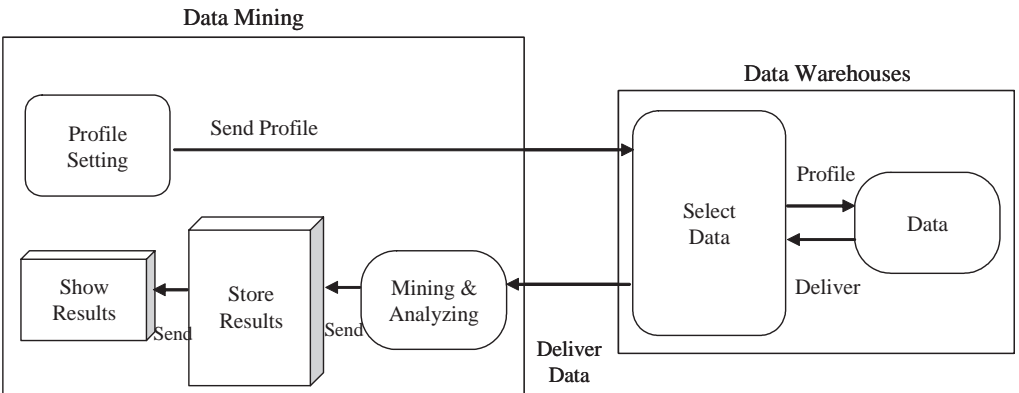 Data Mining
Data Warehouses
Profile
Setting
Send Profile
Select
Data
Profile
Data
Deliver
Show
Results
Send
Store
Results
Send
Mining &
Analyzing
Deliver
Data